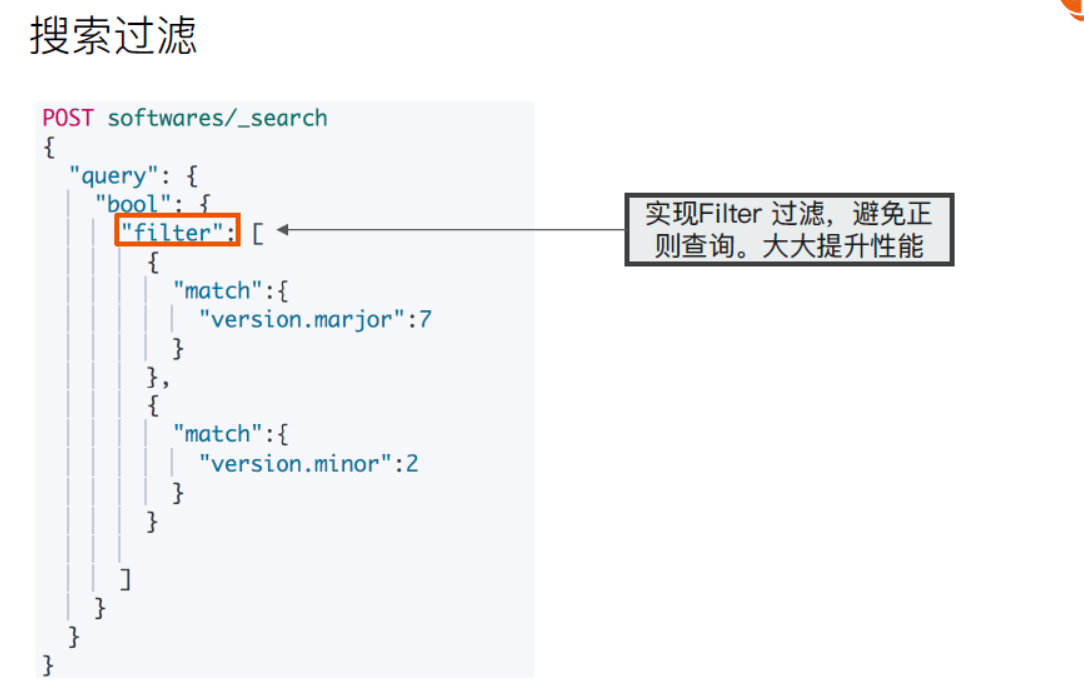 搜索过滤
POST softwares/_search
{
"query": {
"bool": {
"filter": [
{
"match":{
"version.marjor":7
}
},
{
"match":{
"version.minor":2
}
}
]
}
}
}
实现Filter 过滤，避免正
则查询。大大提升性能